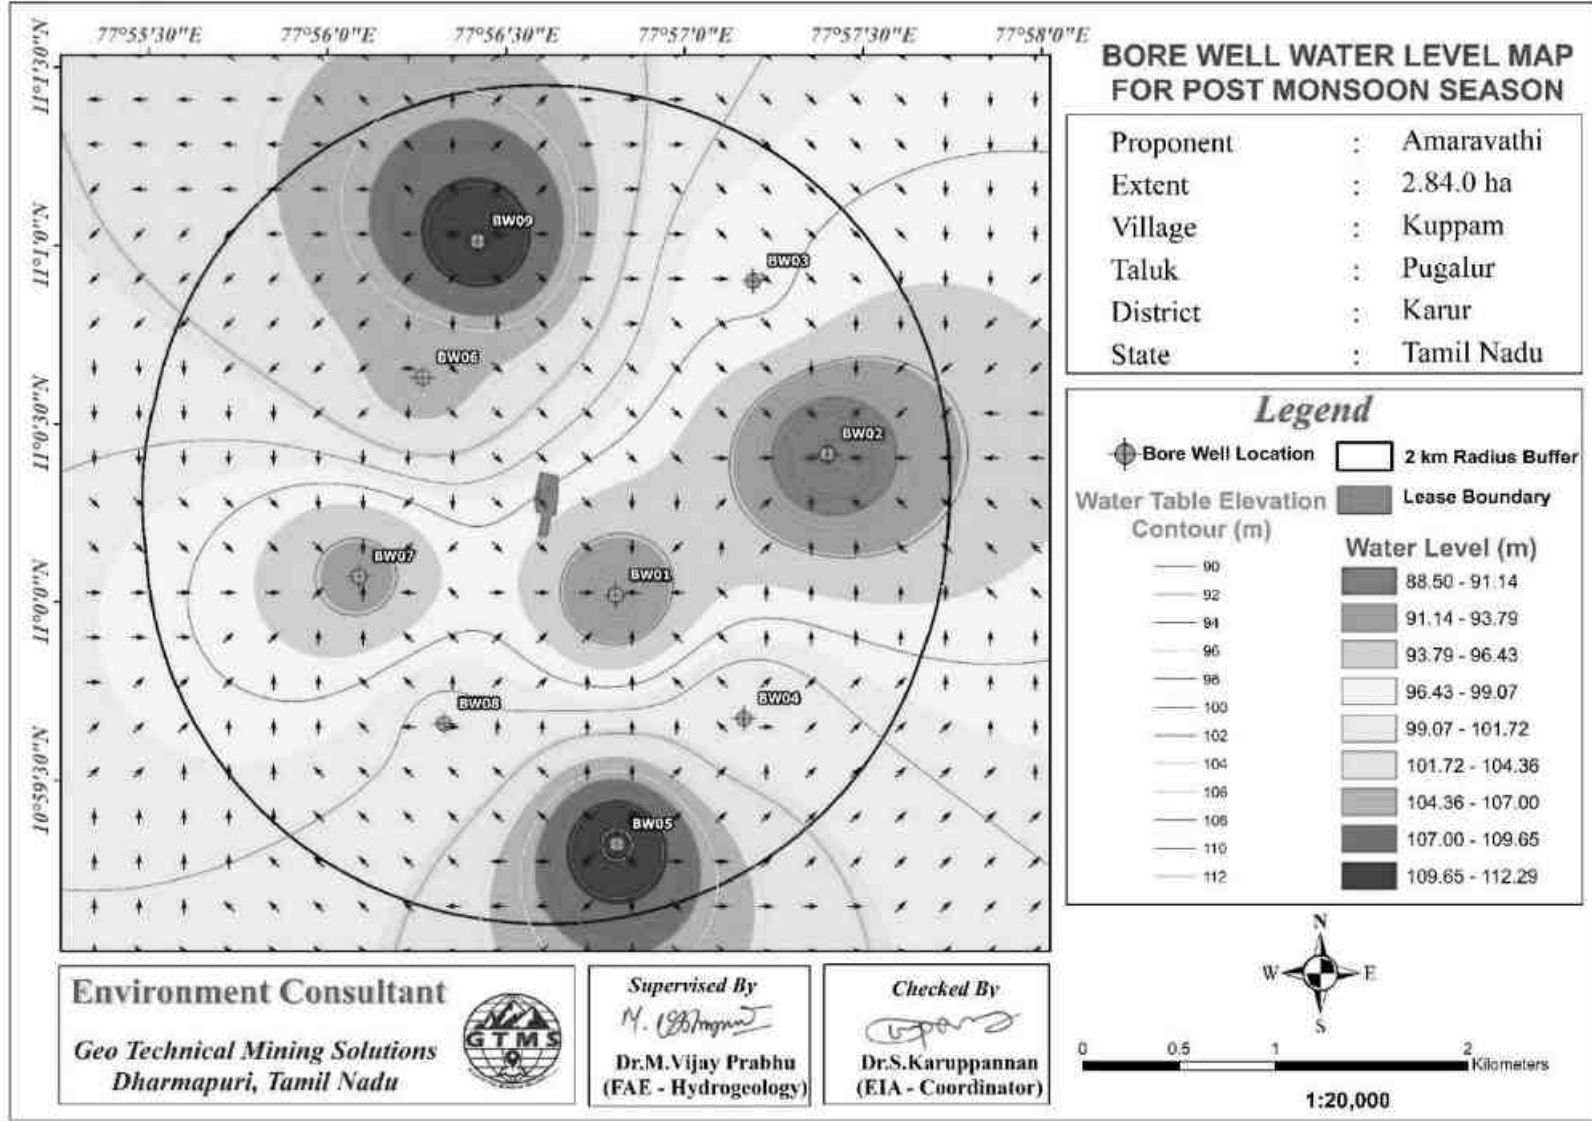 77°55'30"E 77°56'0"E 77°56'30"E 77°57'0"E 77°57'30"E 77°58'0"E
11°1'30"N
11°1'0"N
11°0'30"N
11°0'0"N
10°59'30"N
BW09
BW03
BW06
BW02
BW07
BW01
BW08
BW04
BW05
BORE WELL WATER LEVEL MAP
FOR POST MONSOON SEASON
Proponent : Amaravathi
Extent : 2.84.0 ha
Village : Kuppam
Taluk : Pugalur
District : Karur
State : Tamil Nadu
Legend
Bore Well Location 2 km Radius Buffer
Lease Boundary
Water Table Elevation
Contour (m)
90
92
94
96
98
100
102
104
106
108
110
112
Water Level (m)
88.50 - 91.14
91.14 - 93.79
93.79 - 96.43
96.43 - 99.07
99.07 - 101.72
101.72 - 104.36
104.36 - 107.00
107.00 - 109.65
109.65 - 112.29
N
W E
S
0 0.5 1 2
Kilometers
1:20,000
Environment Consultant
Geo Technical Mining Solutions
Dharmapuri, Tamil Nadu
GTMS
Supervised By
Dr.M.Vijay Prabhu
(FAE - Hydrogeology)
Checked By
Dr.S.Karuppannan
(EIA - Coordinator)